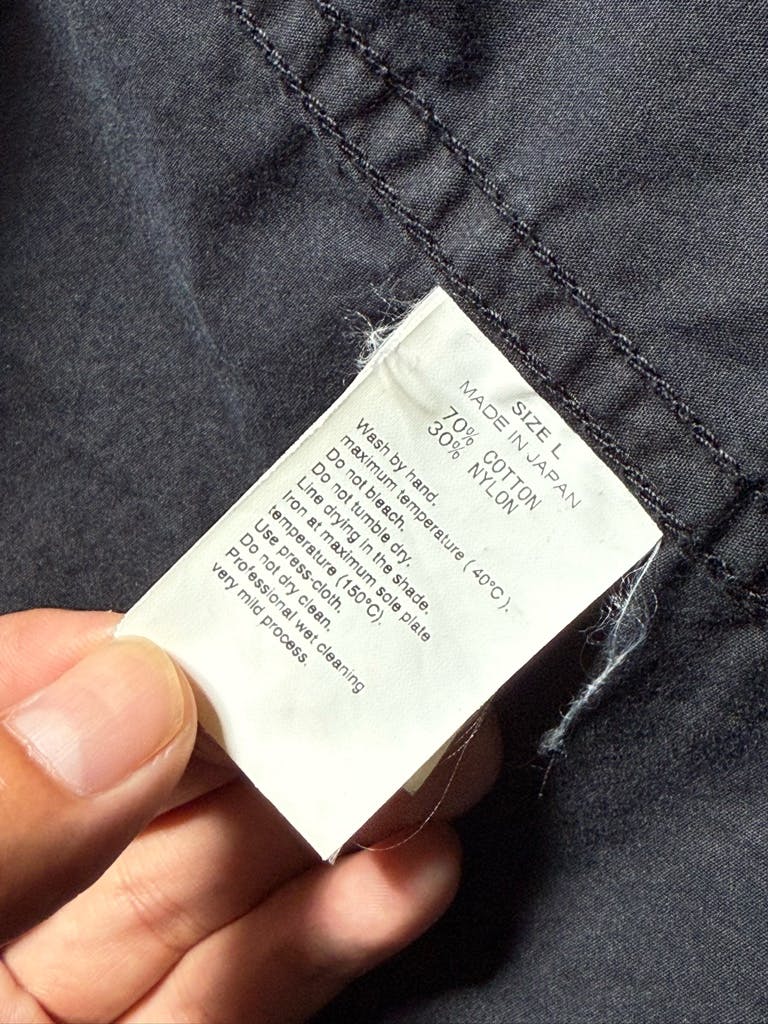 SIZE L
MADE IN JAPAN
70% COTTON
30% NYLON
Wash by hand.
maximum temperature ( 40°C ).
Do not bleach.
Do not tumble dry.
Line drying in the shade.
Iron at maximum sole plate
temperature (150°C).
Use press-cloth.
Do not dry clean.
Professional wet cleaning
very mild process.